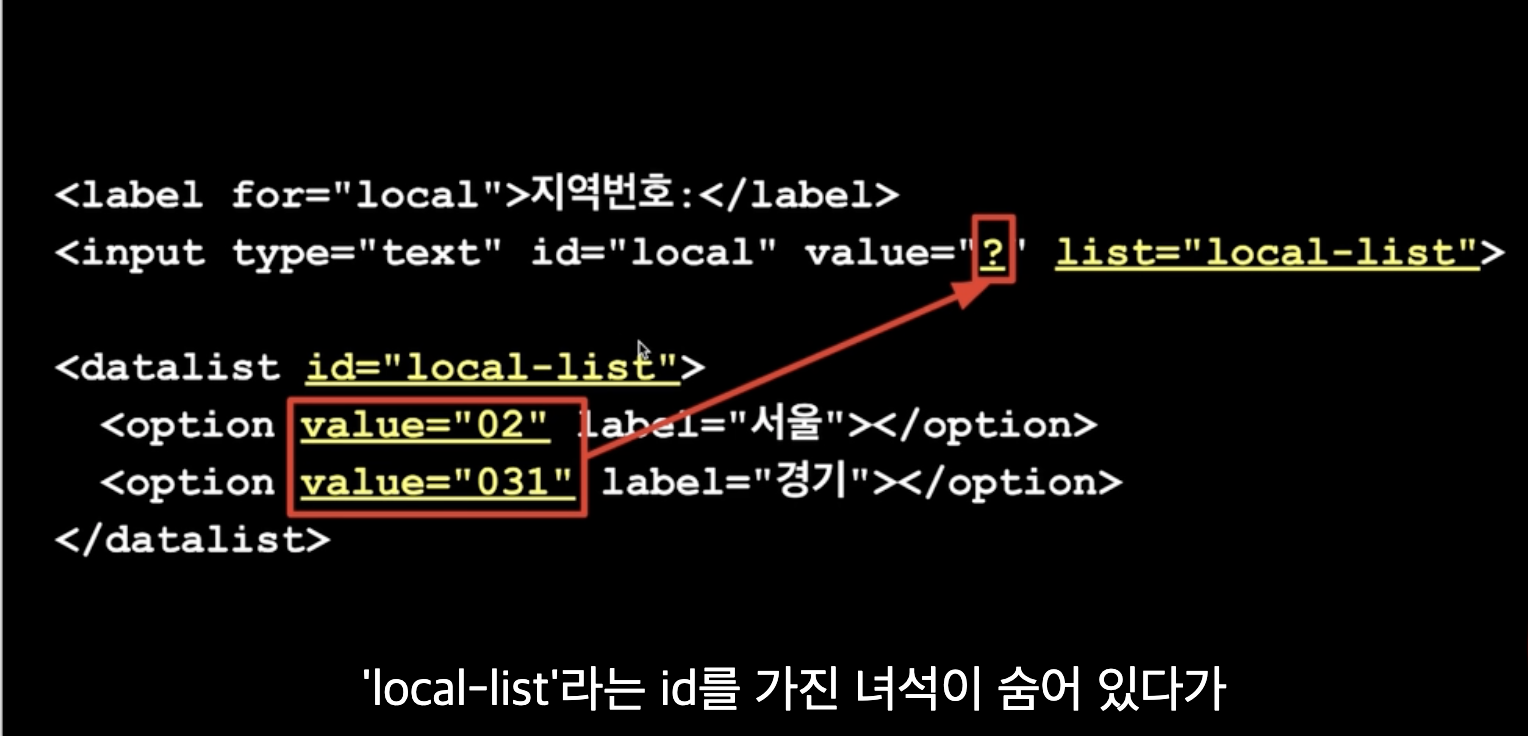 <label for="local">지역번호:</label>
<input type="text" id="local" value="?" list="local-list">
<datalist id="local-list">
<option value="02" label="서울"></option>
<option value="031" label="경기"></option>
</datalist>
'local-list'라는 id를 가진 녀석이 숨어 있다가